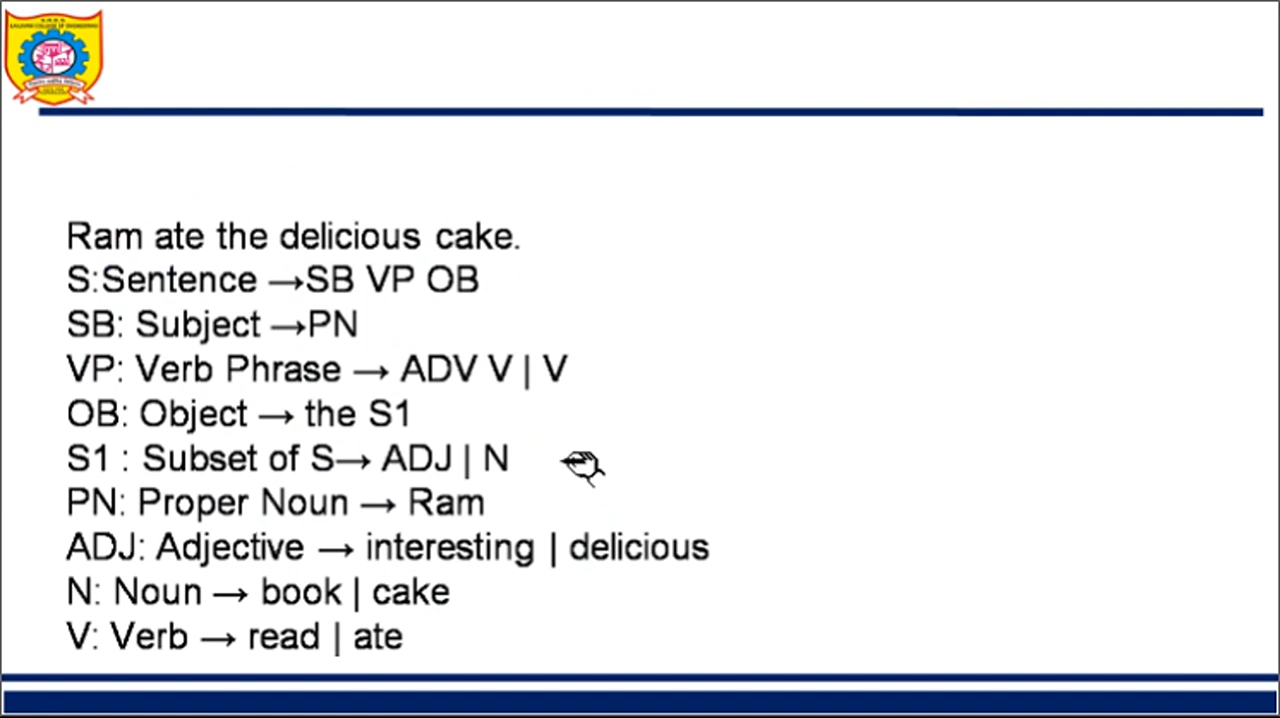 Ram ate the delicious cake.
S:Sentence →SB VP OB
SB: Subject →PN
VP: Verb Phrase → ADV V | V
OB: Object → the S1
S1 : Subset of S→ ADJ | N
PN: Proper Noun → Ram
ADJ: Adjective → interesting | delicious
N: Noun → book | cake
V: Verb → read | ate